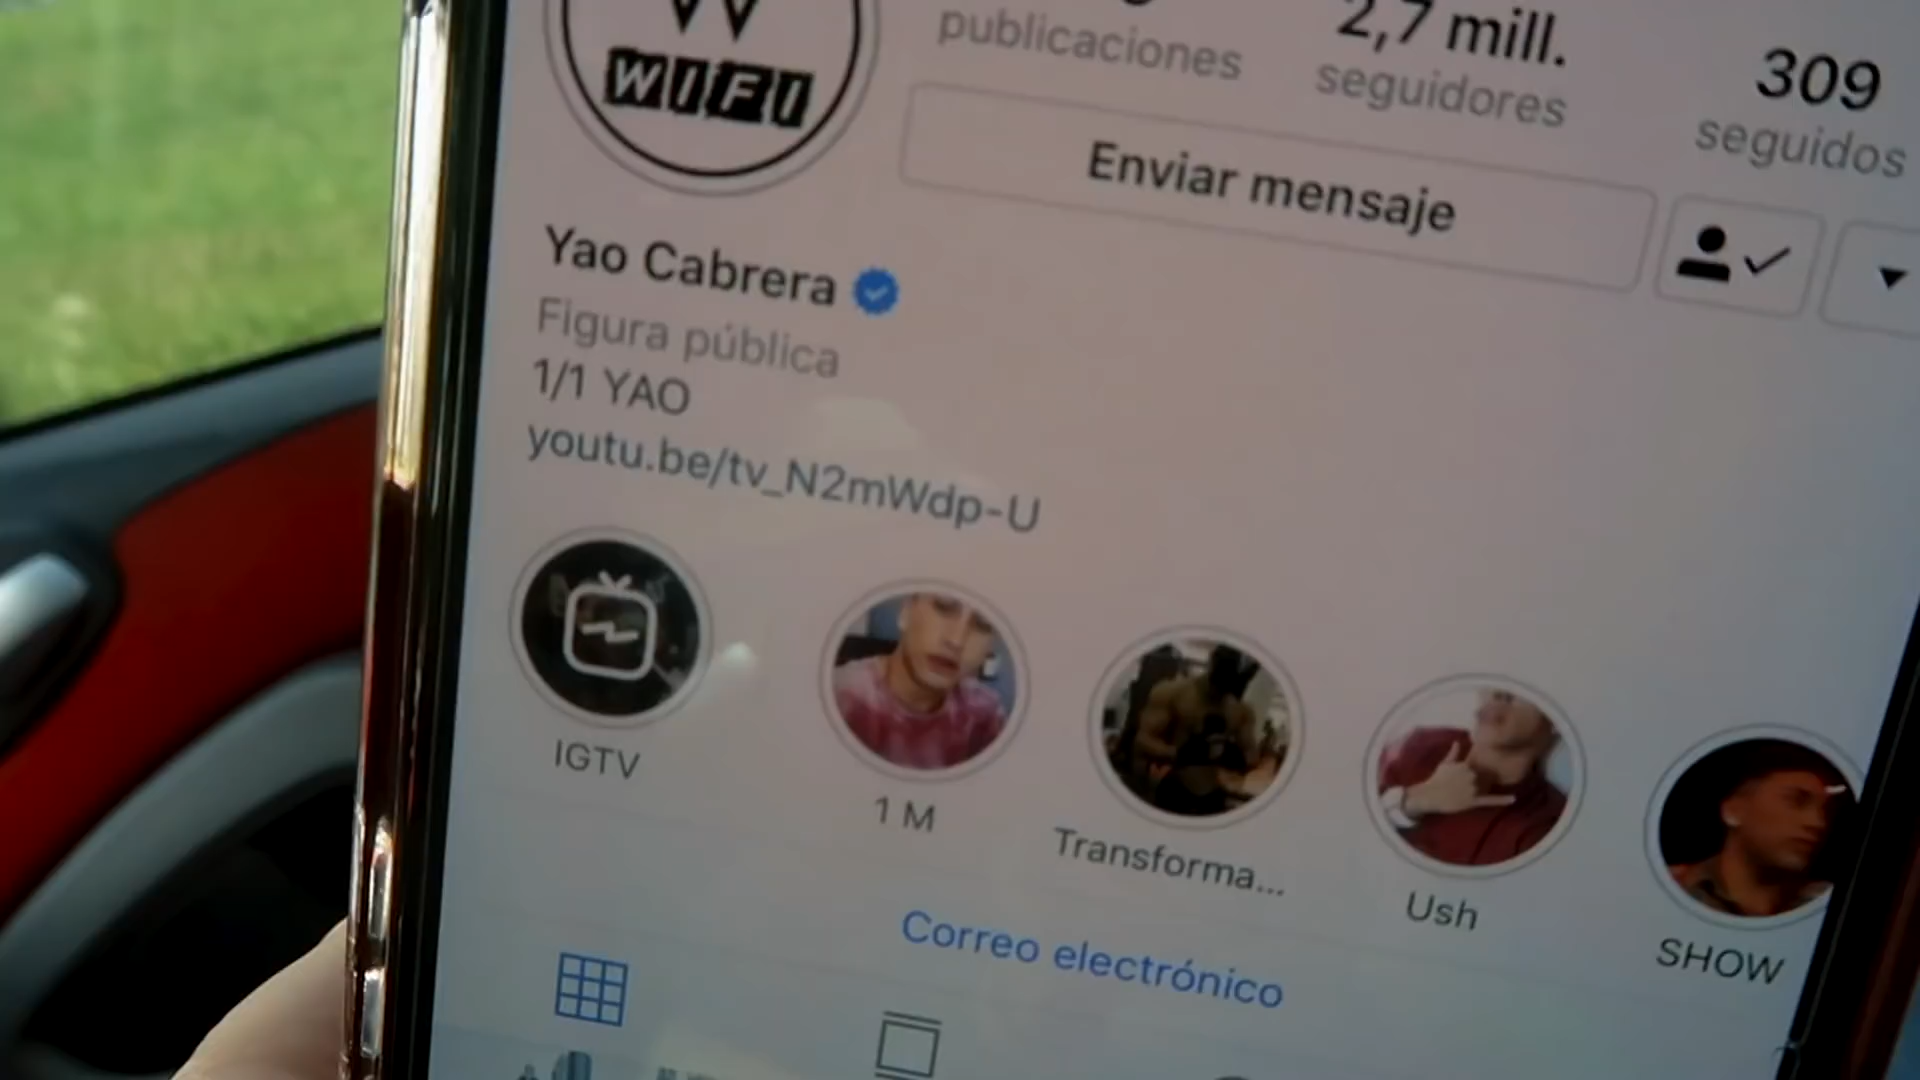 WIFI
publicaciones
2,7 mill.
seguidores
309
seguidos
Enviar mensaje
Yao Cabrera
Figura pública
1/1 YAO
youtu.be/tv_N2mWdp-U
IGTV
1 M
Transforma...
Ush
SHOW
Correo electrónico